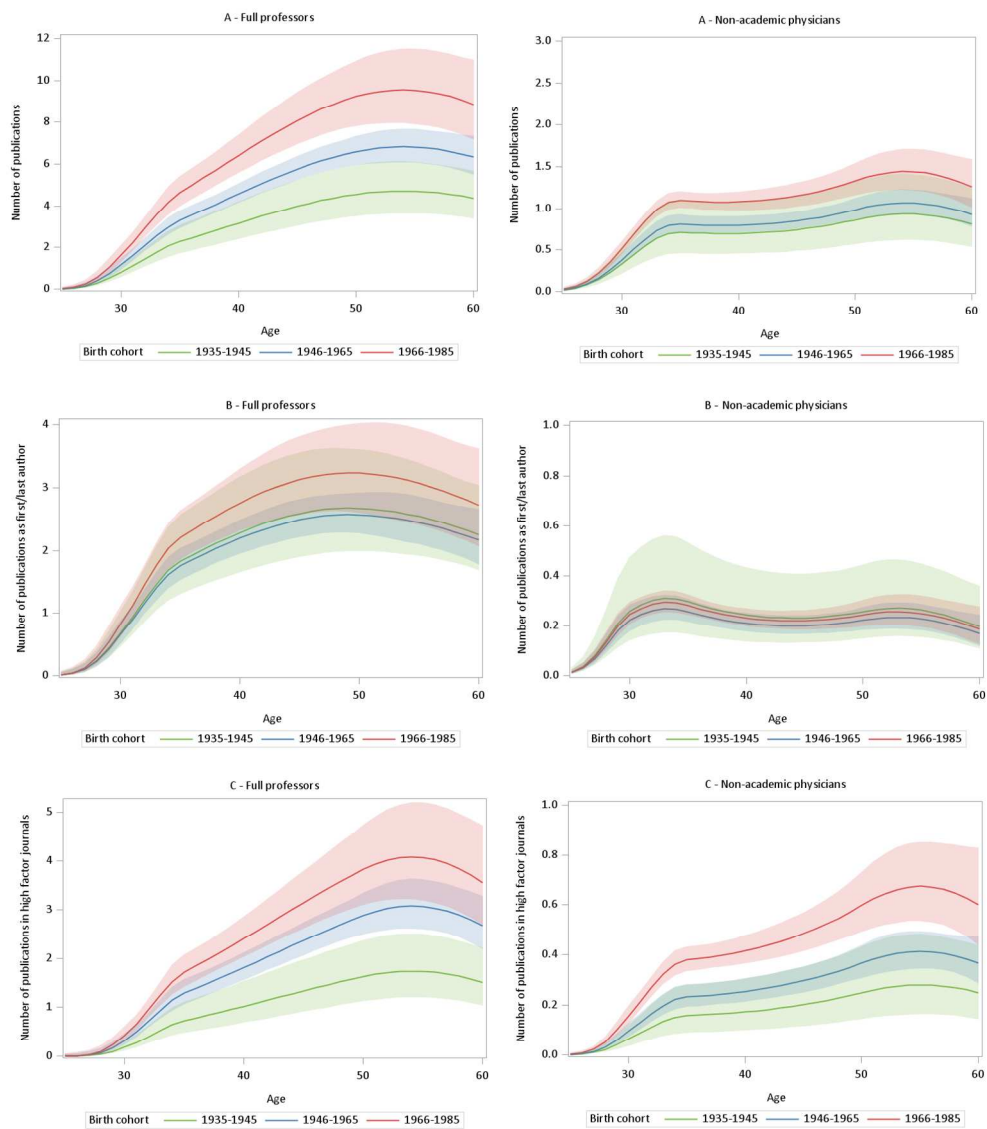 A - Full professors
Number of publications
12
10
8
6
4
2
0
30
40
50
60
Age
Birth cohort 1935-1945 1946-1965 1966-1985
A - Non-academic physicians
Number of publications
3.0
2.5
2.0
1.5
1.0
0.5
0.0
30
40
50
60
Age
Birth cohort 1935-1945 1946-1965 1966-1985
B - Full professors
Number of publications as first/last author
4
3
2
1
0
30
40
50
60
Age
Birth cohort 1935-1945 1946-1965 1966-1985
B - Non-academic physicians
Number of publications as first/last author
1.0
0.8
0.6
0.4
0.2
0.0
30
40
50
60
Age
Birth cohort 1935-1945 1946-1965 1966-1985
C - Full professors
Number of publications in high factor journals
5
4
3
2
1
0
30
40
50
60
Age
Birth cohort 1935-1945 1946-1965 1966-1985
C - Non-academic physicians
Number of publications in high factor journals
1.0
0.8
0.6
0.4
0.2
0.0
30
40
50
60
Age
Birth cohort 1935-1945 1946-1965 1966-1985